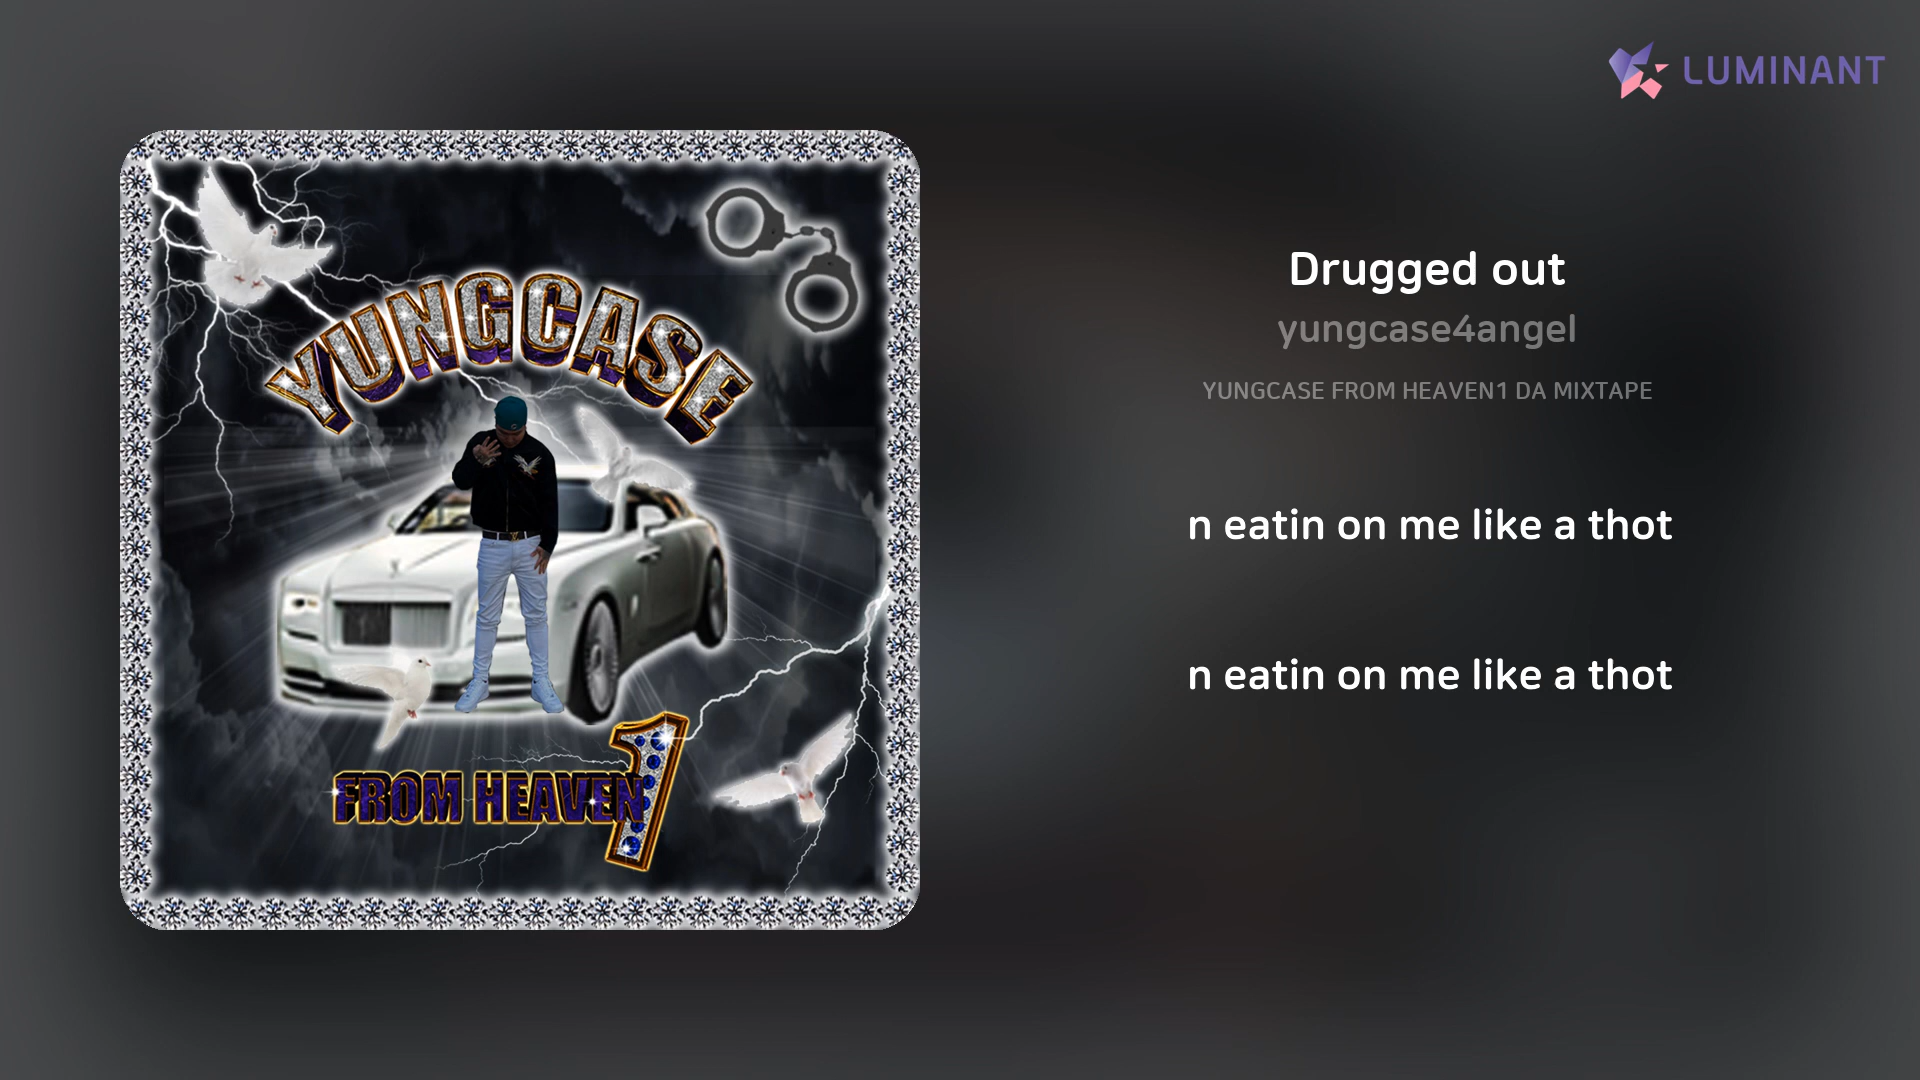 LUMINANT
YUNGCASE
FROM HEAVEN 1
Drugged out
yungcase4angel
YUNGCASE FROM HEAVEN1 DA MIXTAPE
n eatin on me like a thot
n eatin on me like a thot